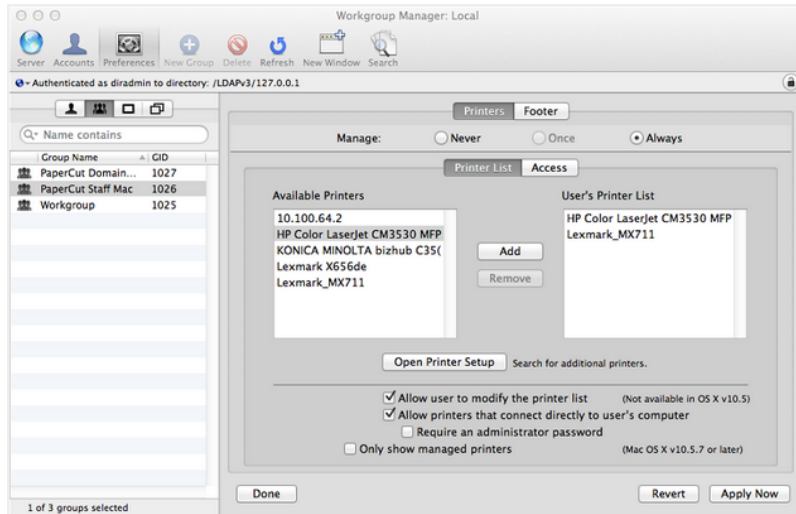 Workgroup Manager: Local
Server Accounts Preferences New Group Delete Refresh New Window Search
Authenticated as diradmin to directory: /LDAPv3/127.0.0.1
Name contains
Group Name GID
PaperCut Domain... 1027
PaperCut Staff Mac 1026
Workgroup 1025
1 of 3 groups selected
Printers Footer
Manage: Never Once Always
Printer List Access
Available Printers
10.100.64.2
HP Color LaserJet CM3530 MFP
KONICA MINOLTA bizhub C35(
Lexmark X656de
Lexmark_MX711
Add
Remove
User's Printer List
HP Color LaserJet CM3530 MFP
Lexmark_MX711
Open Printer Setup Search for additional printers.
Allow user to modify the printer list (Not available in OS X v10.5)
Allow printers that connect directly to user's computer
Require an administrator password
Only show managed printers (Mac OS X v10.5.7 or later)
Done Revert Apply Now